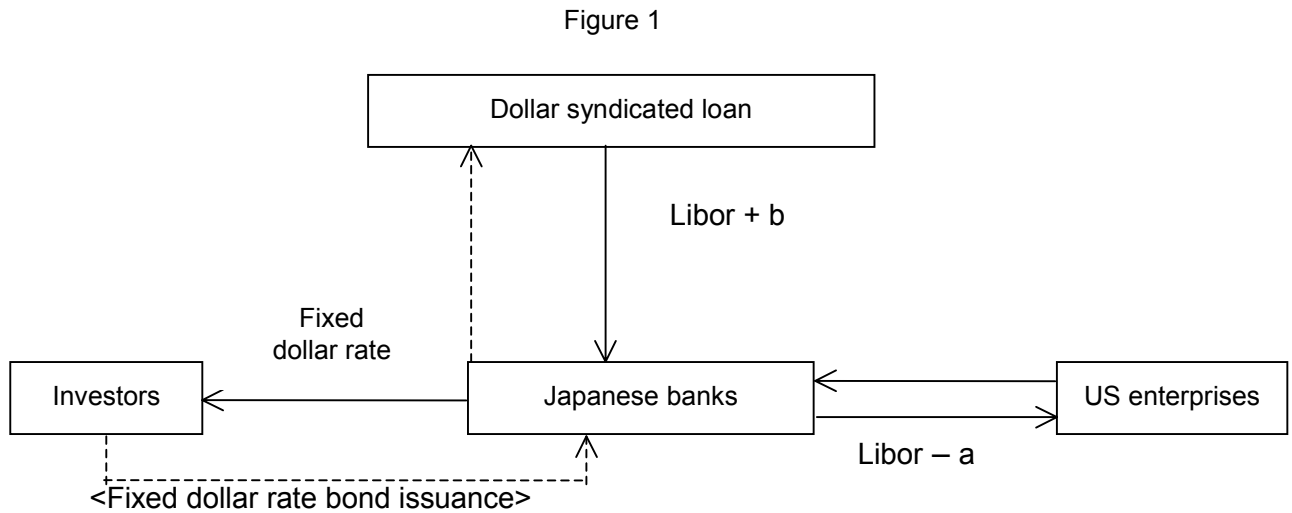 Figure 1
Dollar syndicated loan
Libor + b
Fixed
dollar rate
Investors
Japanese banks
US enterprises
Libor – a
<Fixed dollar rate bond issuance>